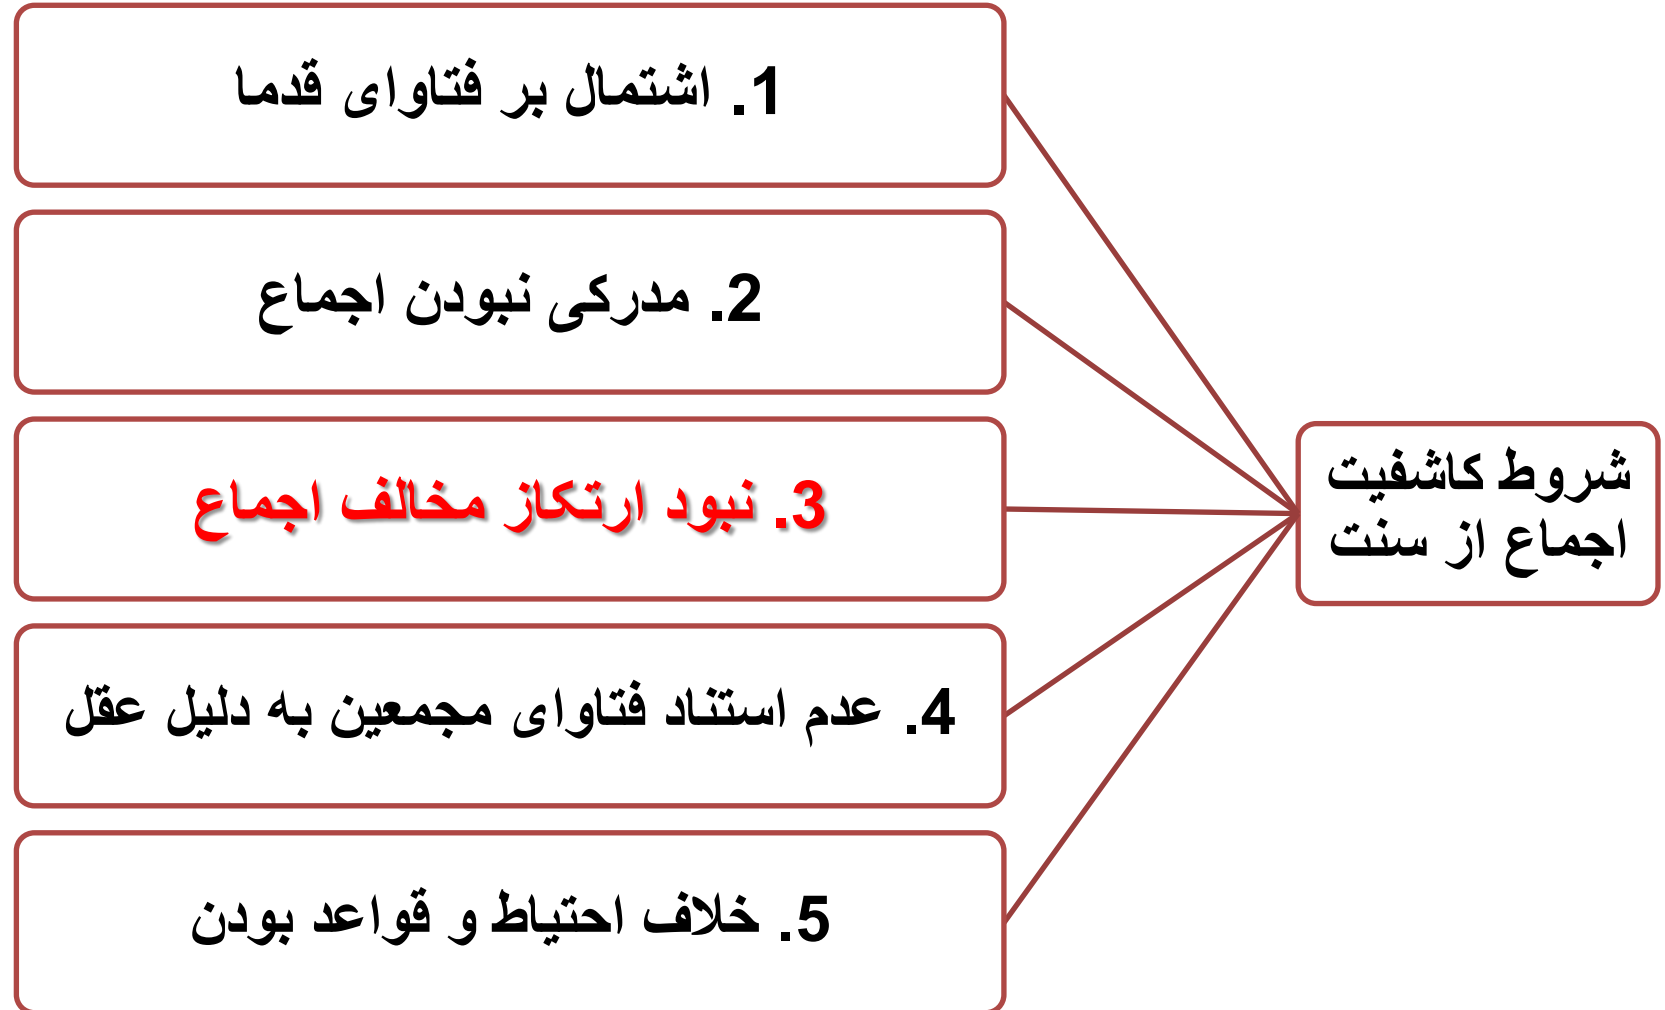 شروط کاشفیت
اجماع از سنت
1. اشتمال بر فتاوای قدما
2. مدرکی نبودن اجماع
3. نبود ارتکاز مخالف اجماع
4. عدم استناد فتاوای مجمعین به دلیل عقل
5. خلاف احتیاط و قواعد بودن